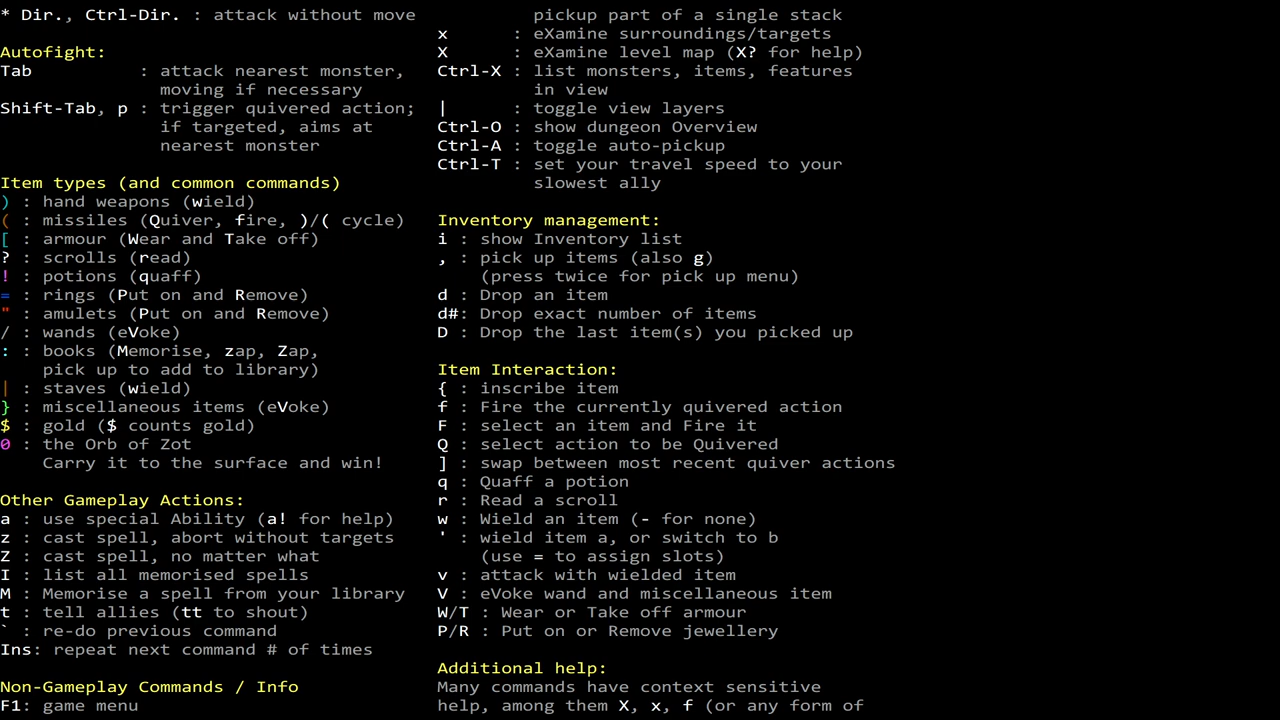 * Dir., Ctrl-Dir. : attack without move
Autofight:
Tab : attack nearest monster,
moving if necessary
Shift-Tab, p : trigger quivered action;
if targeted, aims at
nearest monster
Item types (and common commands)
) : hand weapons (wield)
( : missiles (Quiver, fire, )/( cycle)
[ : armour (Wear and Take off)
? : scrolls (read)
! : potions (quaff)
= : rings (Put on and Remove)
" : amulets (Put on and Remove)
/ : wands (eVoke)
: : books (Memorise, zap, Zap,
pick up to add to library)
| : staves (wield)
} : miscellaneous items (eVoke)
$ : gold ($ counts gold)
0 : the Orb of Zot
Carry it to the surface and win!
Other Gameplay Actions:
a : use special Ability (a! for help)
z : cast spell, abort without targets
Z : cast spell, no matter what
I : list all memorised spells
M : Memorise a spell from your library
t : tell allies (tt to shout)
` : re-do previous command
Ins: repeat next command # of times
Non-Gameplay Commands / Info
F1: game menu
pickup part of a single stack
x : eXamine surroundings/targets
X : eXamine level map (X? for help)
Ctrl-X : list monsters, items, features
in view
| : toggle view layers
Ctrl-O : show dungeon Overview
Ctrl-A : toggle auto-pickup
Ctrl-T : set your travel speed to your
slowest ally
Inventory management:
i : show Inventory list
, : pick up items (also g)
(press twice for pick up menu)
d : Drop an item
d#: Drop exact number of items
D : Drop the last item(s) you picked up
Item Interaction:
{ : inscribe item
f : Fire the currently quivered action
F : select an item and Fire it
Q : select action to be Quivered
] : swap between most recent quiver actions
q : Quaff a potion
r : Read a scroll
w : Wield an item (- for none)
' : wield item a, or switch to b
(use = to assign slots)
v : attack with wielded item
V : eVoke wand and miscellaneous item
W/T : Wear or Take off armour
P/R : Put on or Remove jewellery
Additional help:
Many commands have context sensitive
help, among them X, x, f (or any form of